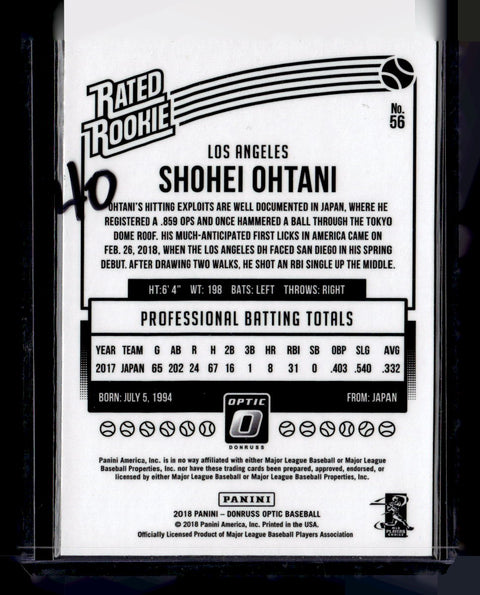 RATED
ROOKIE
No.
56
LOS ANGELES
SHOHEI OHTANI
40
OHTANI'S HITTING EXPLOITS ARE WELL DOCUMENTED IN JAPAN, WHERE HE
REGISTERED A .859 OPS AND ONCE HAMMERED A BALL THROUGH THE TOKYO
DOME ROOF. HIS MUCH-ANTICIPATED FIRST LICKS IN AMERICA CAME ON
FEB. 26, 2018, WHEN THE LOS ANGELES DH FACED SAN DIEGO IN HIS SPRING
DEBUT. AFTER DRAWING TWO WALKS, HE SHOT AN RBI SINGLE UP THE MIDDLE.
HT:6' 4" WT: 198 BATS: LEFT THROWS: RIGHT
PROFESSIONAL BATTING TOTALS
YEAR TEAM G AB R H 2B 3B HR RBI SB OBP SLG AVG
2017 JAPAN 65 202 24 67 16 1 8 31 0 .403 .540 .332
BORN: JULY 5, 1994 FROM: JAPAN
OPTIC
DONRUSS
Panini America, Inc. is in no way affiliated with either Major League Baseball or Major League
Baseball Properties, Inc. nor have these trading cards been prepared, approved, endorsed, or
licensed by either Major League Baseball or Major League Baseball Properties, Inc.
PANINI
2018 PANINI – DONRUSS OPTIC BASEBALL
© 2018 Panini America, Inc. Printed in the USA.
Officially Licensed Product of Major League Baseball Players Association
PLAYERS
CHOICE